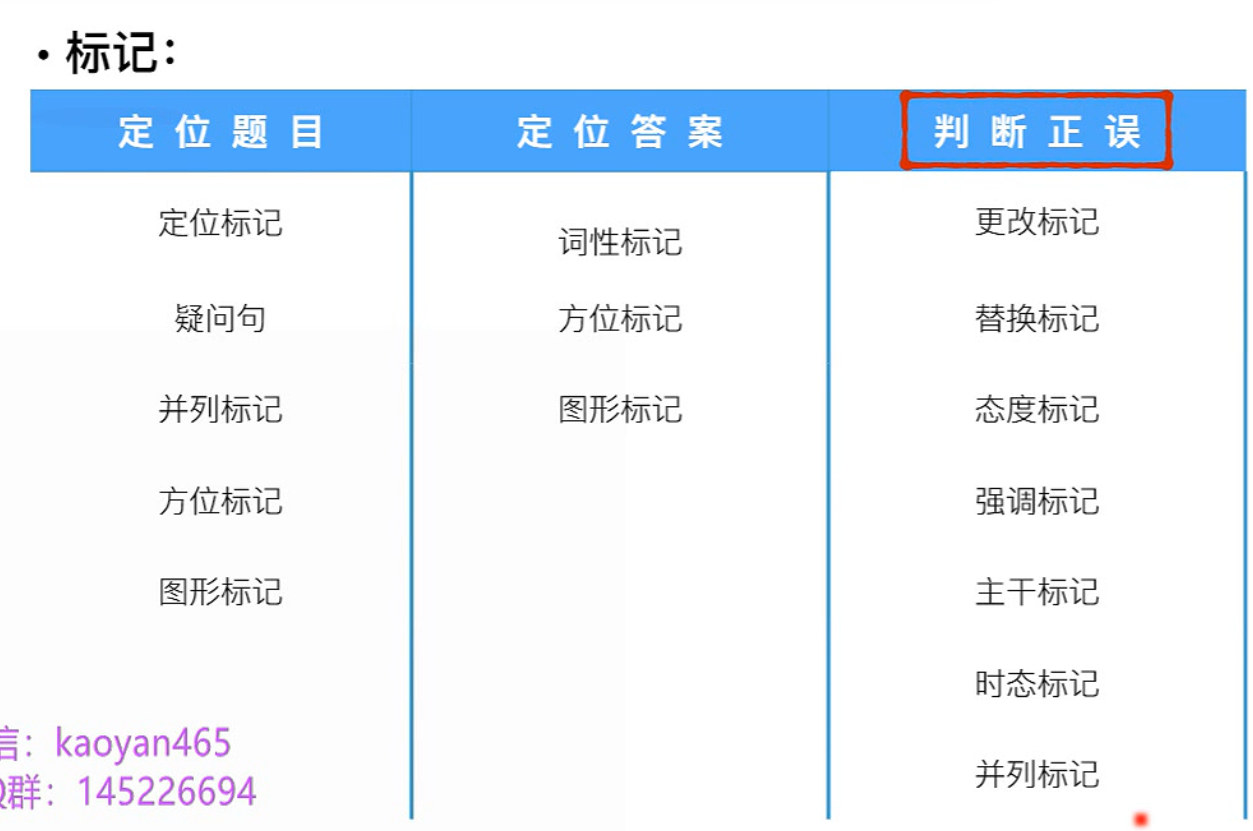 • 标记：
定位题目 定位答案 判断正误
定位标记 词性标记 更改标记
疑问句 方位标记 替换标记
并列标记 图形标记 态度标记
方位标记 强调标记
图形标记 主干标记
时态标记
并列标记
信：kaoyan465
Q群：145226694